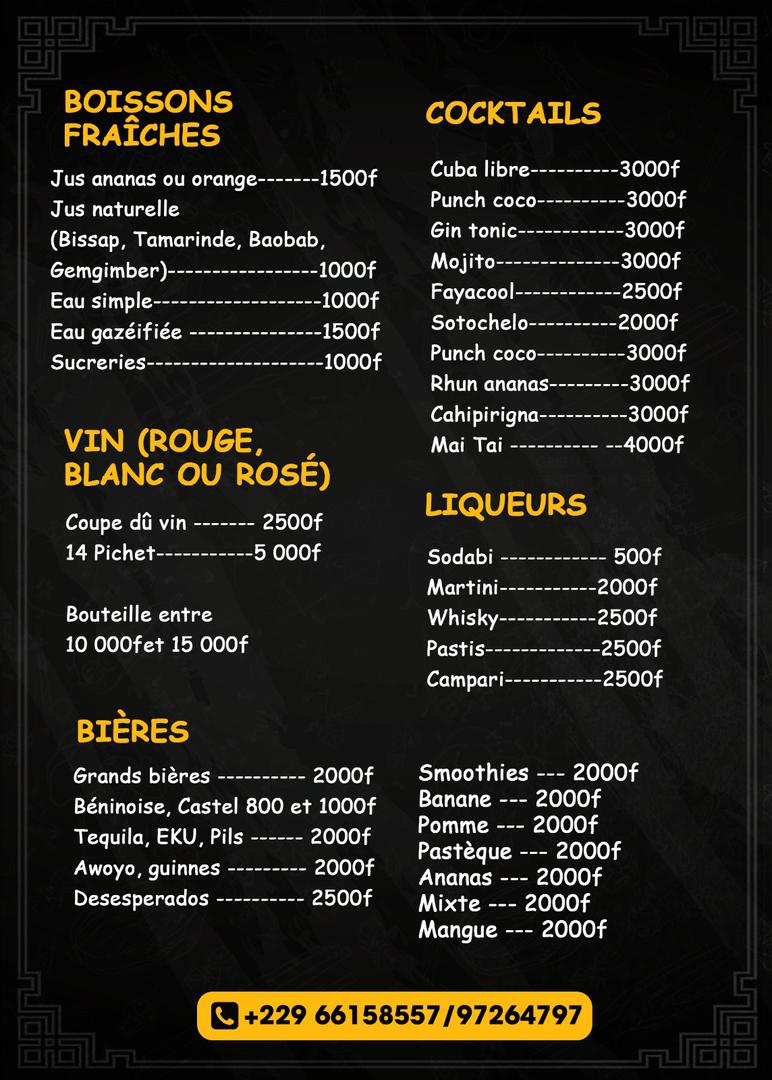 BOISSONS
FRAÎCHES
Jus ananas ou orange-------1500f
Jus naturelle
(Bissap, Tamarinde, Baobab,
Gemgimber)-----------------1000f
Eau simple-------------------1000f
Eau gazéifiée ---------------1500f
Sucreries--------------------1000f
VIN (ROUGE,
BLANC OU ROSÉ)
Coupe dû vin ------- 2500f
14 Pichet-----------5 000f
Bouteille entre
10 000fet 15 000f
BIÈRES
Grands bières ---------- 2000f
Béninoise, Castel 800 et 1000f
Tequila, EKU, Pils ------ 2000f
Awoyo, guinnes --------- 2000f
Desesperados ---------- 2500f
COCKTAILS
Cuba libre----------3000f
Punch coco----------3000f
Gin tonic------------3000f
Mojito--------------3000f
Fayacool------------2500f
Sotochelo----------2000f
Punch coco----------3000f
Rhun ananas---------3000f
Cahipirigna----------3000f
Mai Tai ---------- --4000f
LIQUEURS
Sodabi ------------ 500f
Martini-----------2000f
Whisky-----------2500f
Pastis-------------2500f
Campari-----------2500f
Smoothies --- 2000f
Banane --- 2000f
Pomme --- 2000f
Pastèque --- 2000f
Ananas --- 2000f
Mixte --- 2000f
Mangue --- 2000f
+229 66158557/97264797